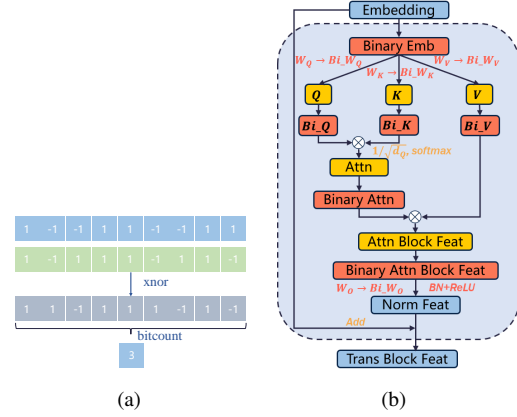 Embedding
Binary Emb
W_Q → Bi_W_Q
W_K → Bi_W_K
W_V → Bi_W_V
Q
K
V
Bi_Q
Bi_K
Bi_V
1/√d_Q, softmax
Attn
Binary Attn
Attn Block Feat
Binary Attn Block Feat
W_O → Bi_W_O
BN+ReLU
Norm Feat
Add
Trans Block Feat
1 -1 -1 1 1 -1 -1 1 1
1 -1 1 1 1 1 -1 1 -1
xnor
1 1 -1 1 1 -1 1 1 -1
bitcount
3
(a)
(b)